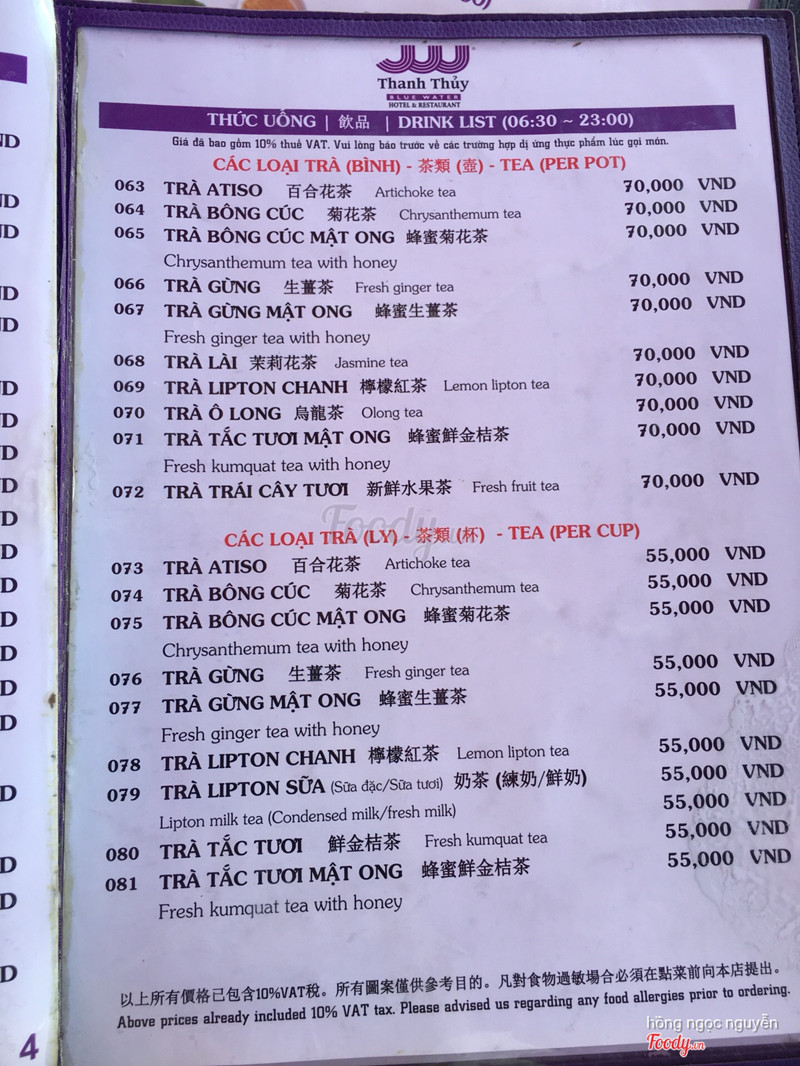 Thanh Thủy
BLUE WATER
HOTEL & RESTAURANT
THỨC UỐNG | 飲品 | DRINK LIST (06:30 ~ 23:00)
Giá đã bao gồm 10% thuế VAT. Vui lòng báo trước về các trường hợp dị ứng thực phẩm lúc gọi món.
CÁC LOẠI TRÀ (BÌNH) - 茶類 (壺) - TEA (PER POT)
063 TRÀ ATISO 百合花茶 Artichoke tea 70,000 VND
064 TRÀ BÔNG CÚC 菊花茶 Chrysanthemum tea 70,000 VND
065 TRÀ BÔNG CÚC MẬT ONG 蜂蜜菊花茶 70,000 VND
Chrysanthemum tea with honey
066 TRÀ GỪNG 生薑茶 Fresh ginger tea 70,000 VND
067 TRÀ GỪNG MẬT ONG 蜂蜜生薑茶 70,000 VND
Fresh ginger tea with honey
068 TRÀ LÀI 茉莉花茶 Jasmine tea 70,000 VND
069 TRÀ LIPTON CHANH 檸檬紅茶 Lemon lipton tea 70,000 VND
070 TRÀ Ô LONG 烏龍茶 Olong tea 70,000 VND
071 TRÀ TẮC TƯƠI MẬT ONG 蜂蜜鮮金桔茶 70,000 VND
Fresh kumquat tea with honey
072 TRÀ TRÁI CÂY TƯƠI 新鮮水果茶 Fresh fruit tea 70,000 VND
Foody.vn
CÁC LOẠI TRÀ (LY) - 茶類 (杯) - TEA (PER CUP)
073 TRÀ ATISO 百合花茶 Artichoke tea 55,000 VND
074 TRÀ BÔNG CÚC 菊花茶 Chrysanthemum tea 55,000 VND
075 TRÀ BÔNG CÚC MẬT ONG 蜂蜜菊花茶 55,000 VND
Chrysanthemum tea with honey
076 TRÀ GỪNG 生薑茶 Fresh ginger tea 55,000 VND
077 TRÀ GỪNG MẬT ONG 蜂蜜生薑茶 55,000 VND
Fresh ginger tea with honey
078 TRÀ LIPTON CHANH 檸檬紅茶 Lemon lipton tea 55,000 VND
079 TRÀ LIPTON SỮA (Sữa đặc/Sữa tươi) 奶茶 (練奶/鮮奶) 55,000 VND
Lipton milk tea (Condensed milk/fresh milk) 55,000 VND
080 TRÀ TẮC TƯƠI 鮮金桔茶 Fresh kumquat tea 55,000 VND
081 TRÀ TẮC TƯƠI MẬT ONG 蜂蜜鮮金桔茶 55,000 VND
Fresh kumquat tea with honey
以上所有價格已包含10%VAT稅。所有圖案僅供參考目的。凡對食物過敏場合必須在點菜前向本店提出。
Above prices already included 10% VAT tax. Please advised us regarding any food allergies prior to ordering.
4
hồng ngọc nguyễn
Foody.vn